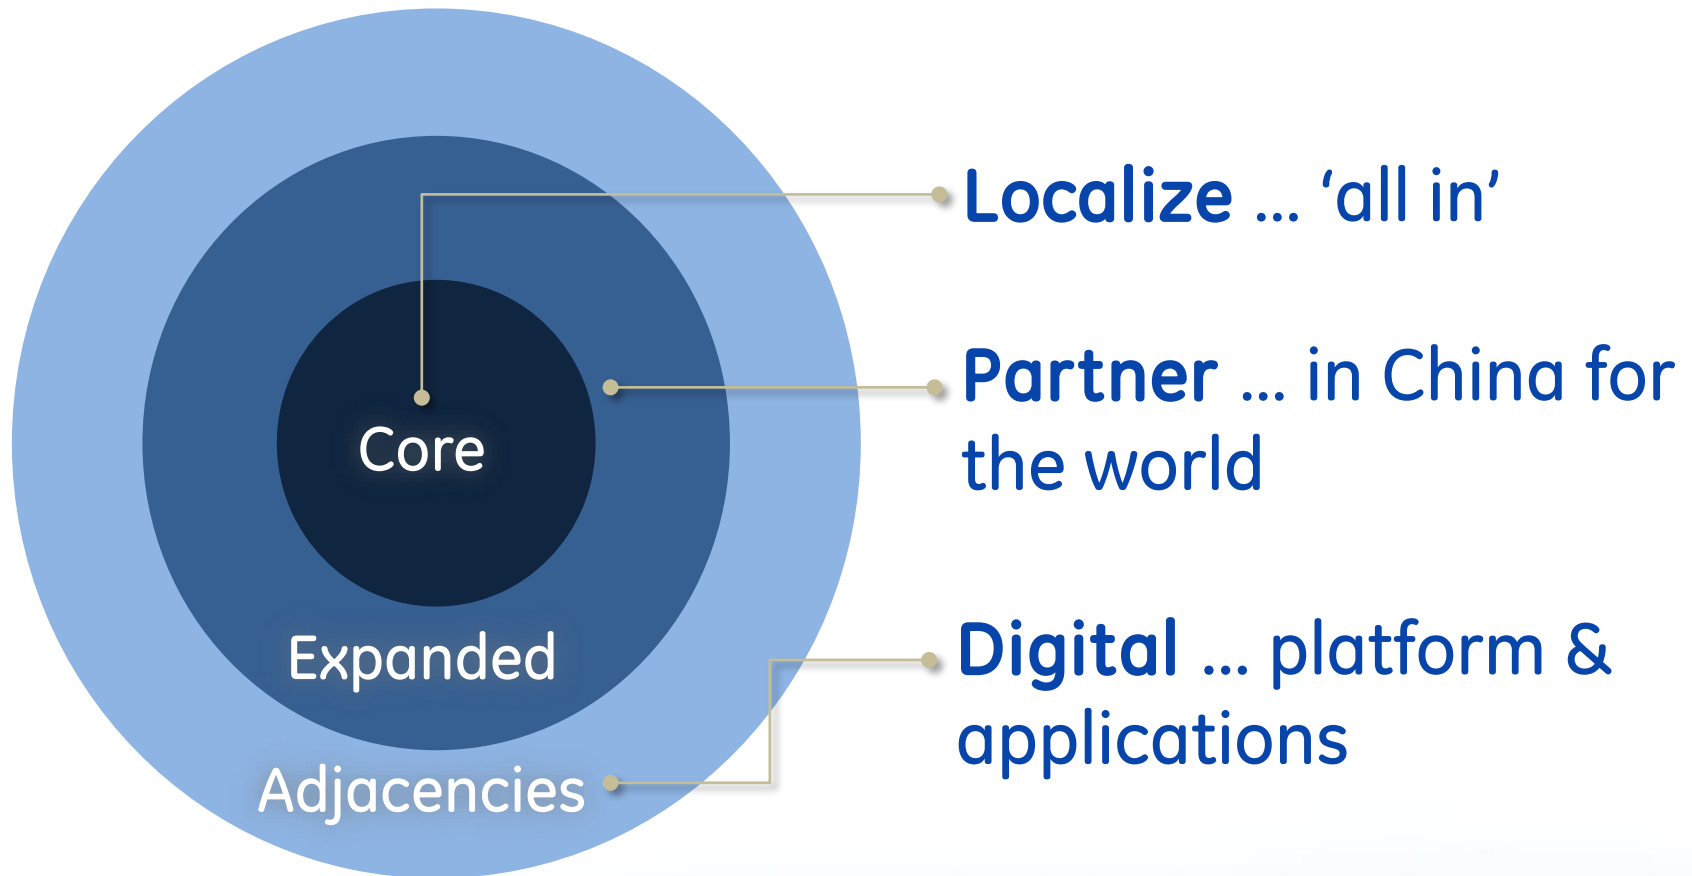 Localize ... ‘all in’
Partner ... in China for
the world
Core
Digital ... platform &
applications
Expanded
Adjacencies